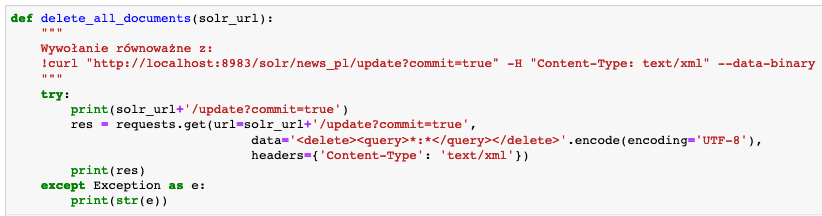 def delete_all_documents(solr_url):
    """
    Wywołanie równoważne z:
    !curl "http://localhost:8983/solr/news_pl/update?commit=true" -H "Content-Type: text/xml" --data-binary
    """
    try:
        print(solr_url+'/update?commit=true')
        res = requests.get(url=solr_url+'/update?commit=true',
                                data='<delete><query>*:*</query></delete>'.encode(encoding='UTF-8'),
                                headers={'Content-Type': 'text/xml'})
        print(res)
    except Exception as e:
        print(str(e))